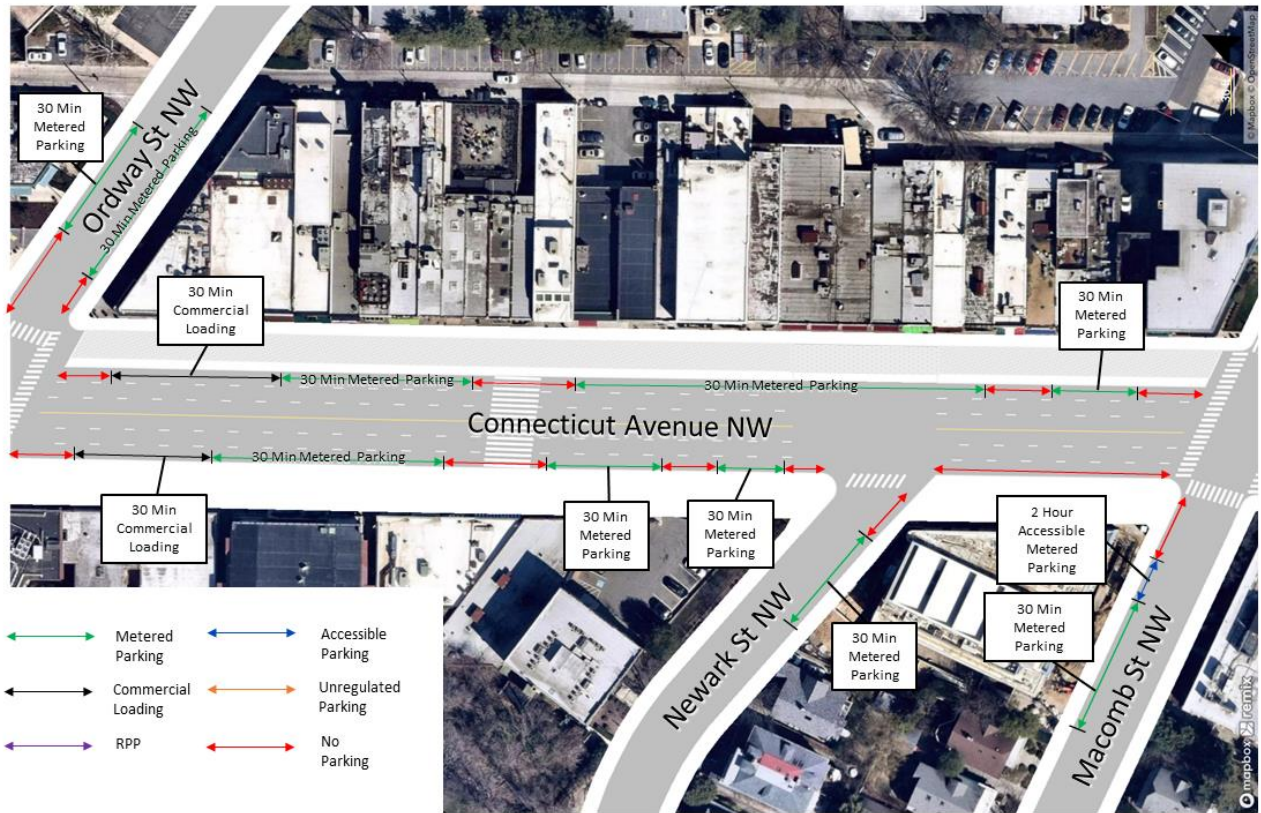 30 Min
Metered
Parking
Ordway St NW
30 Min Metered Parking
30 Min
Commercial
Loading
30 Min
Metered
Parking
30 Min Metered Parking
30 Min Metered Parking
Connecticut Avenue NW
30 Min Metered Parking
30 Min
Commercial
Loading
30 Min
Metered
Parking
30 Min
Metered
Parking
2 Hour
Accessible
Metered
Parking
30 Min
Metered
Parking
30 Min
Metered
Parking
Newark St NW
Macomb St NW
Metered
Parking
Accessible
Parking
Commercial
Loading
Unregulated
Parking
RPP
No
Parking
© Mapbox © OpenStreetMap
mapbox remix